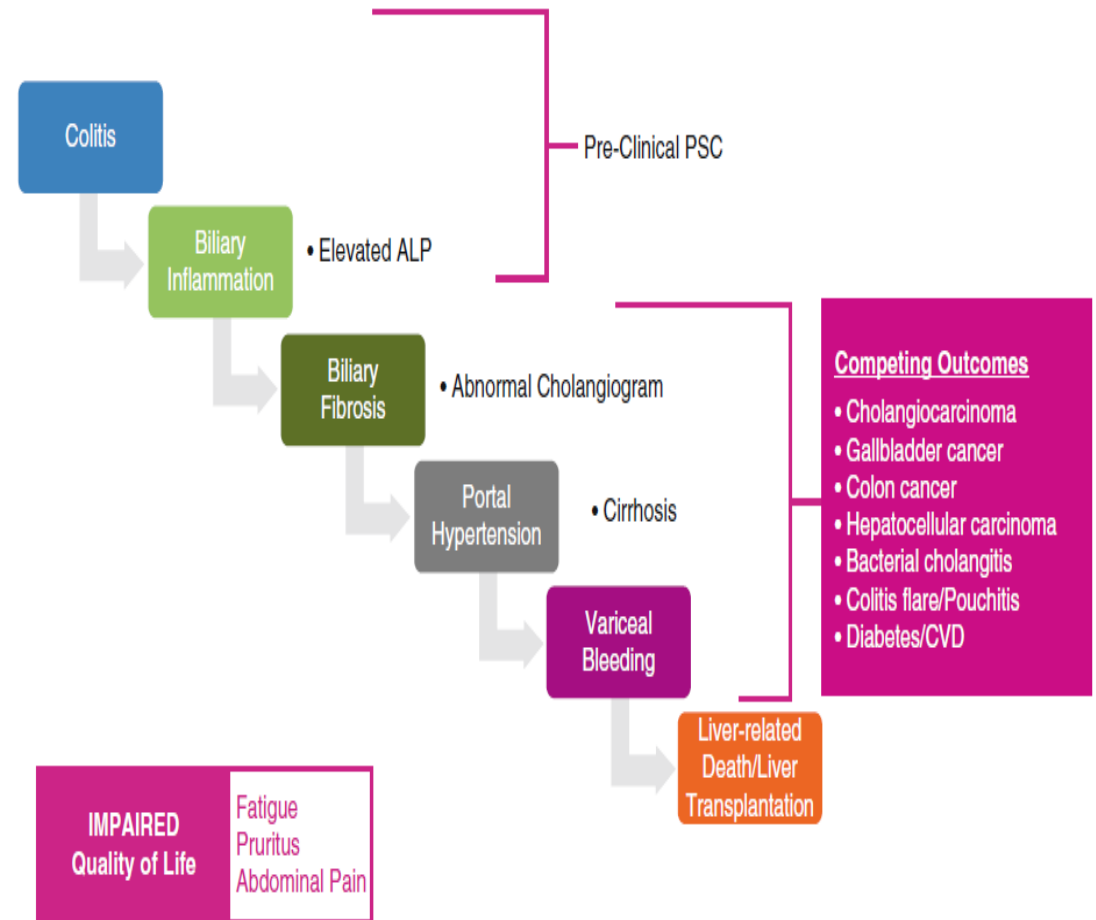 Colitis
Pre-Clinical PSC
Biliary
Inflammation
• Elevated ALP
Biliary
Fibrosis
• Abnormal Cholangiogram
Portal
Hypertension
• Cirrhosis
Variceal
Bleeding
Liver-related
Death/Liver
Transplantation
Competing Outcomes
• Cholangiocarcinoma
• Gallbladder cancer
• Colon cancer
• Hepatocellular carcinoma
• Bacterial cholangitis
• Colitis flare/Pouchitis
• Diabetes/CVD
IMPAIRED
Quality of Life
Fatigue
Pruritus
Abdominal Pain